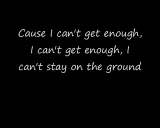 Cause I can't get enough,
I can't get enough, I
can't stay on the ground